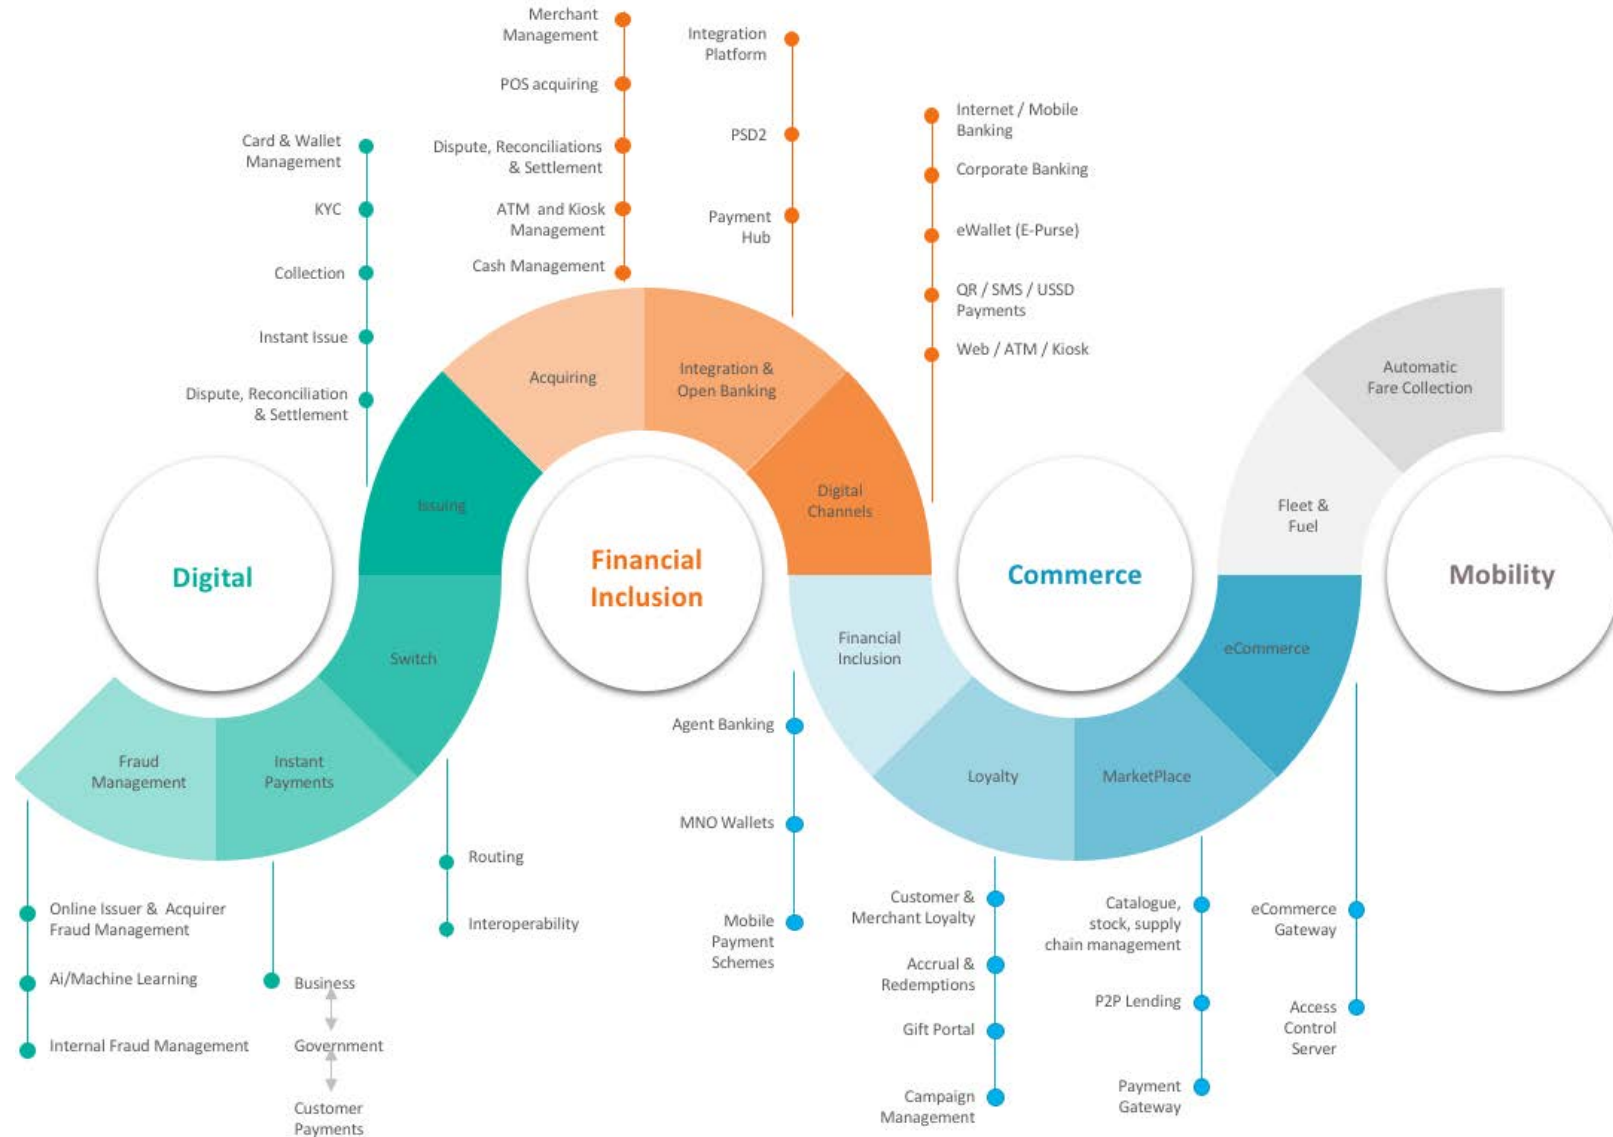 Merchant
Management
POS acquiring
Dispute, Reconciliations
& Settlement
ATM  and Kiosk
Management
Cash Management
Integration
Platform
PSD2
Payment
Hub
Internet / Mobile
Banking
Corporate Banking
eWallet (E-Purse)
QR / SMS / USSD
Payments
Web / ATM / Kiosk
Card & Wallet
Management
KYC
Collection
Instant Issue
Dispute, Reconciliation
& Settlement
Acquiring
Integration &
Open Banking
Digital
Channels
Issuing
Switch
Instant
Payments
Fraud
Management
Automatic
Fare Collection
Fleet &
Fuel
Digital
Financial
Inclusion
Commerce
Mobility
Financial
Inclusion
Loyalty
MarketPlace
eCommerce
Online Issuer &  Acquirer
Fraud Management
Ai/Machine Learning
Internal Fraud Management
Business
Government
Customer
Payments
Routing
Interoperability
Agent Banking
MNO Wallets
Mobile
Payment
Schemes
Customer &
Merchant Loyalty
Accrual &
Redemptions
Gift Portal
Campaign
Management
Catalogue,
stock, supply
chain management
P2P Lending
Payment
Gateway
eCommerce
Gateway
Access
Control
Server